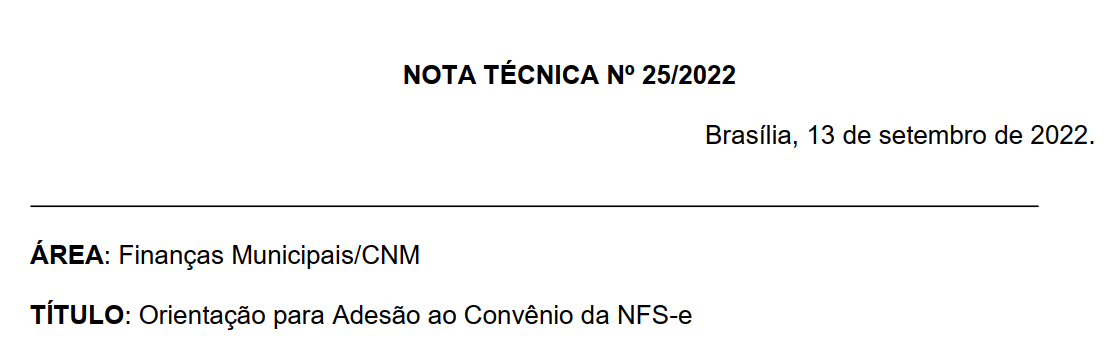 NOTA TÉCNICA Nº 25/2022
Brasília, 13 de setembro de 2022.
ÁREA: Finanças Municipais/CNM
TÍTULO: Orientação para Adesão ao Convênio da NFS-e